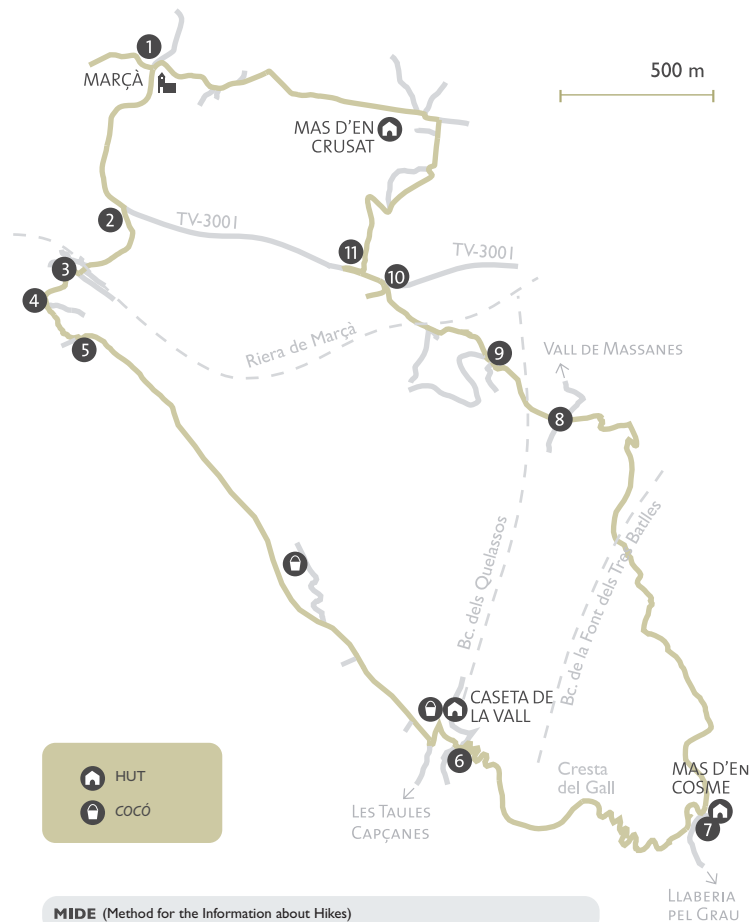 1
MARÇÀ
500 m
MAS D'EN
CRUSAT
2
TV-3001
11
TV-3001
10
3
4
5
Riera de Marçà
9
VALL DE MASSANES
8
Bc. dels Quelassos
Bc. de la Font dels Tres Batlles
CASETA DE
LA VALL
6
HUT
COCÓ
Cresta
del Gall
MAS D'EN
COSME
7
LES TAULES
CAPÇANES
LLABERIA
PEL GRAU
MIDE (Method for the Information about Hikes)